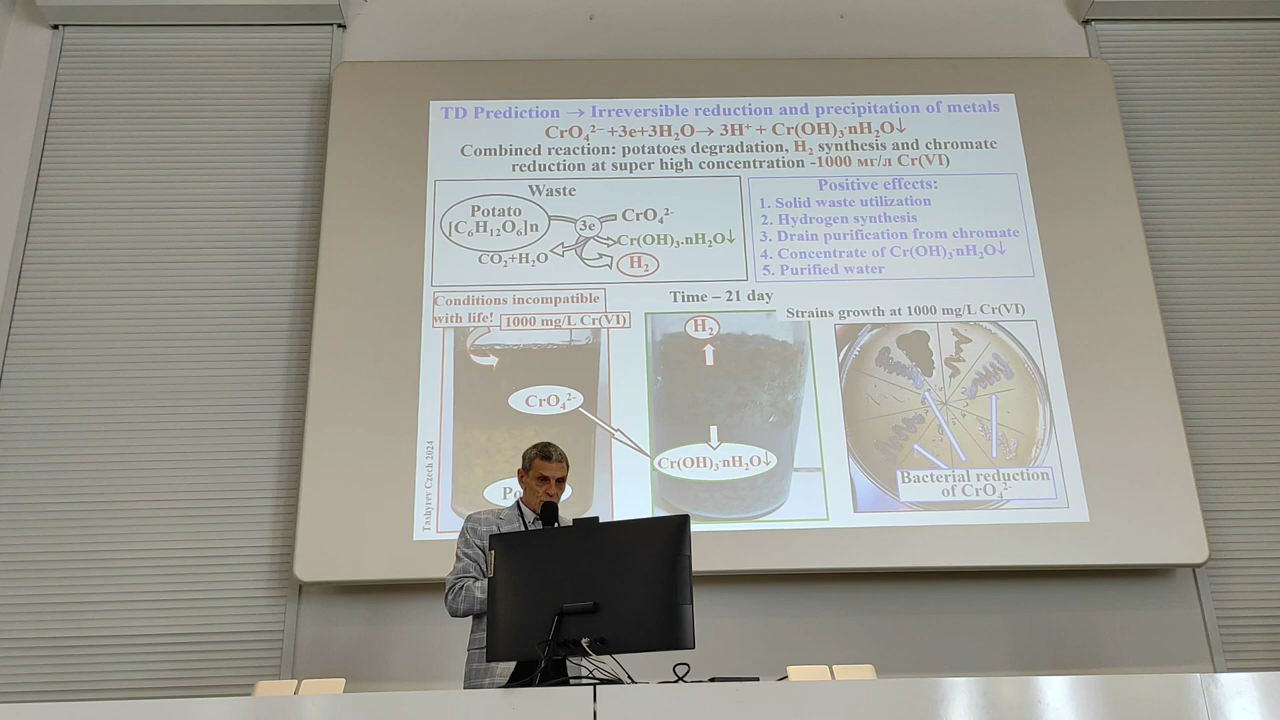 TD Prediction → Irreversible reduction and precipitation of metals
CrO₄²⁻ +3e+3H₂O→ 3H⁺ + Cr(OH)₃·nH₂O↓
Combined reaction: potatoes degradation, H₂ synthesis and chromate
reduction at super high concentration -1000 мг/л Cr(VI)
Waste
Potato
[C₆H₁₂O₆]n
3e
CrO₄²⁻
Cr(OH)₃.nH₂O↓
CO₂+H₂O
H₂
Positive effects:
1. Solid waste utilization
2. Hydrogen synthesis
3. Drain purification from chromate
4. Concentrate of Cr(OH)₃·nH₂O↓
5. Purified water
Conditions incompatible
with life!
1000 mg/L Cr(VI)
Time – 21 day
Strains growth at 1000 mg/L Cr(VI)
H₂
CrO₄²⁻
Cr(OH)₃·nH₂O↓
Bacterial reduction
of CrO₄²⁻
Tashyrev Czech 2024